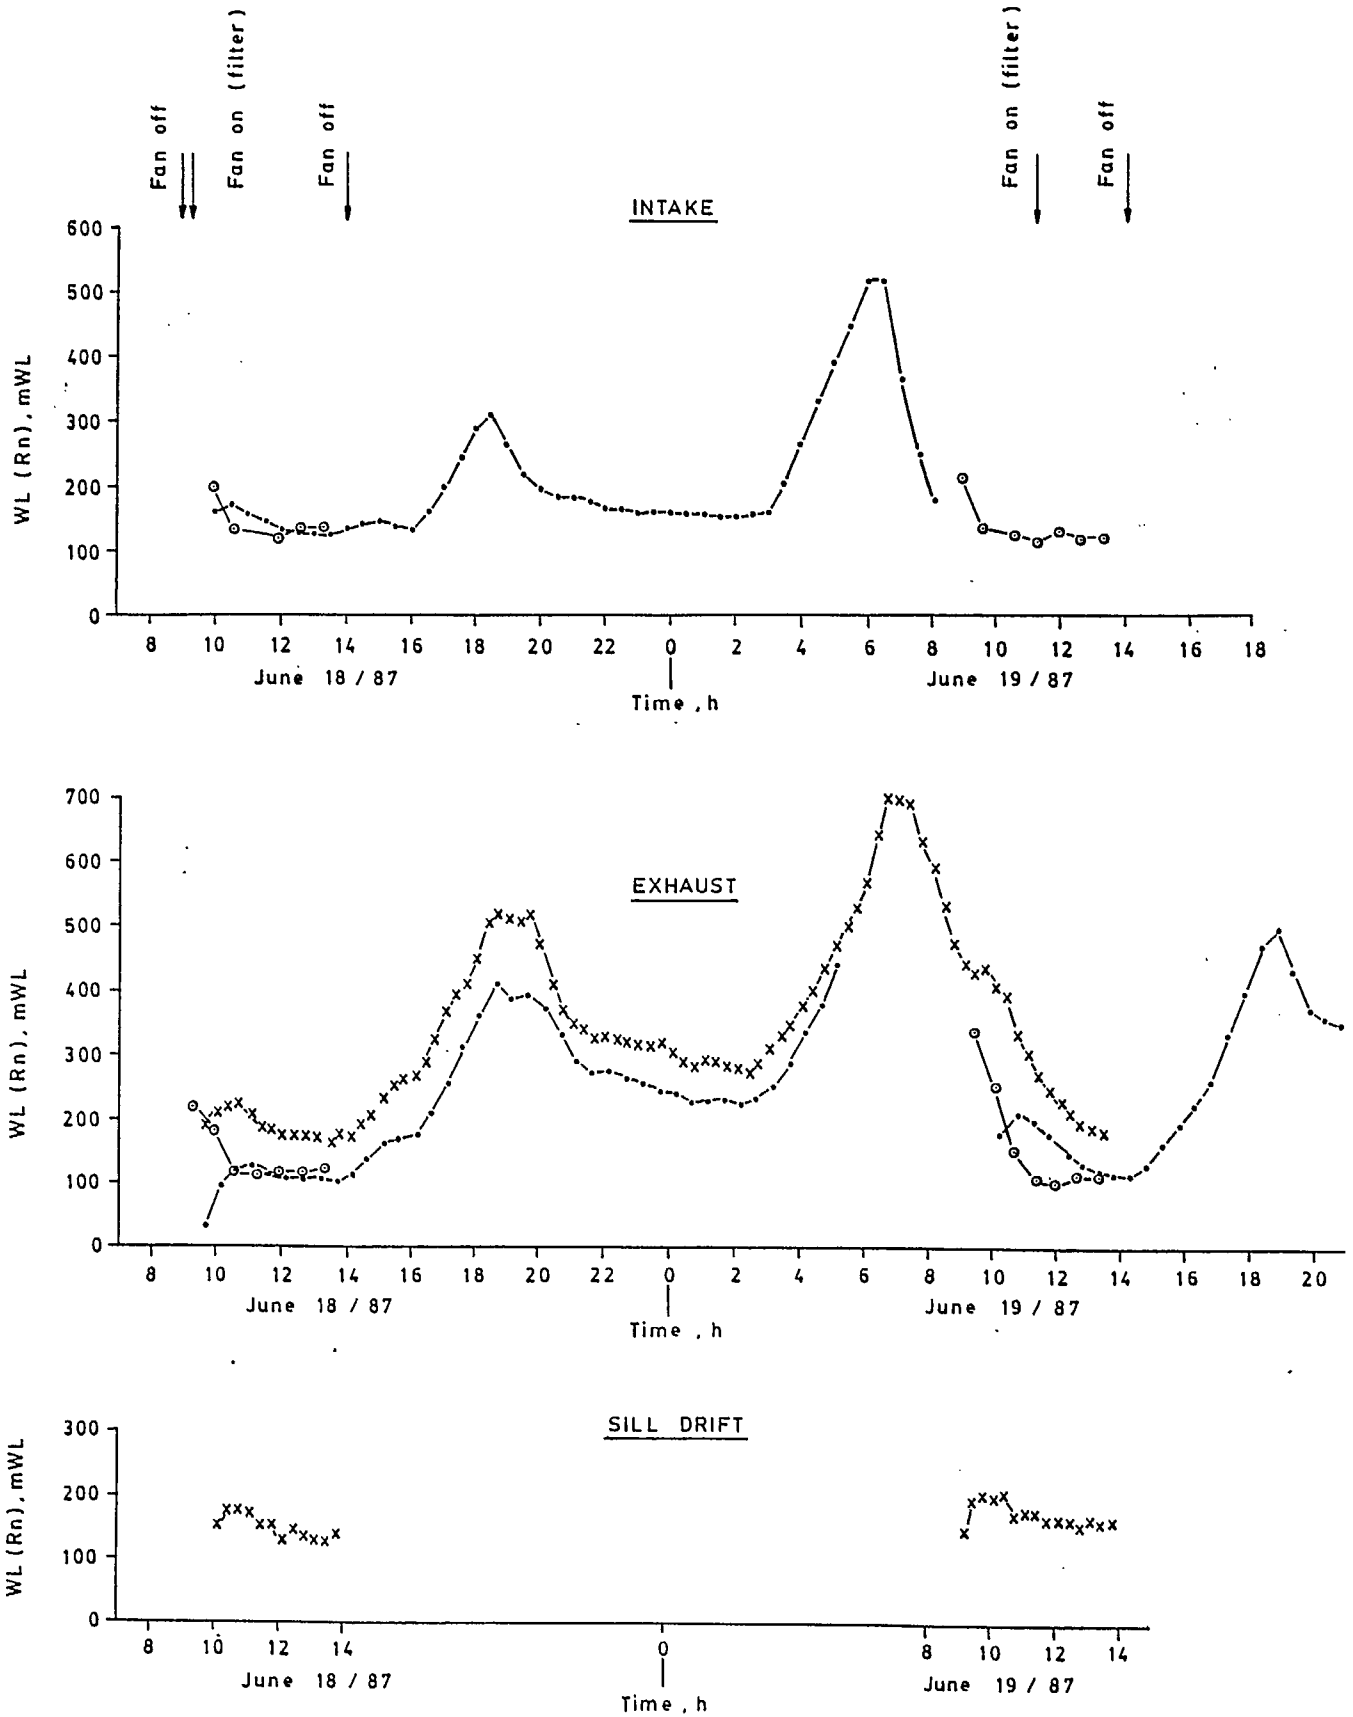 Fan off
Fan on (filter)
Fan off
Fan on (filter)
Fan off
INTAKE
WL (Rn), mWL
600
500
400
300
200
100
0
8 10 12 14 16 18 20 22 0 2 4 6 8 10 12 14 16 18
June 18 / 87
June 19 / 87
Time, h
EXHAUST
WL (Rn), mWL
700
600
500
400
300
200
100
0
8 10 12 14 16 18 20 22 0 2 4 6 8 10 12 14 16 18 20
June 18 / 87
June 19 / 87
Time, h
SILL DRIFT
WL (Rn), mWL
300
200
100
0
8 10 12 14 0 8 10 12 14
June 18 / 87
June 19 / 87
Time, h